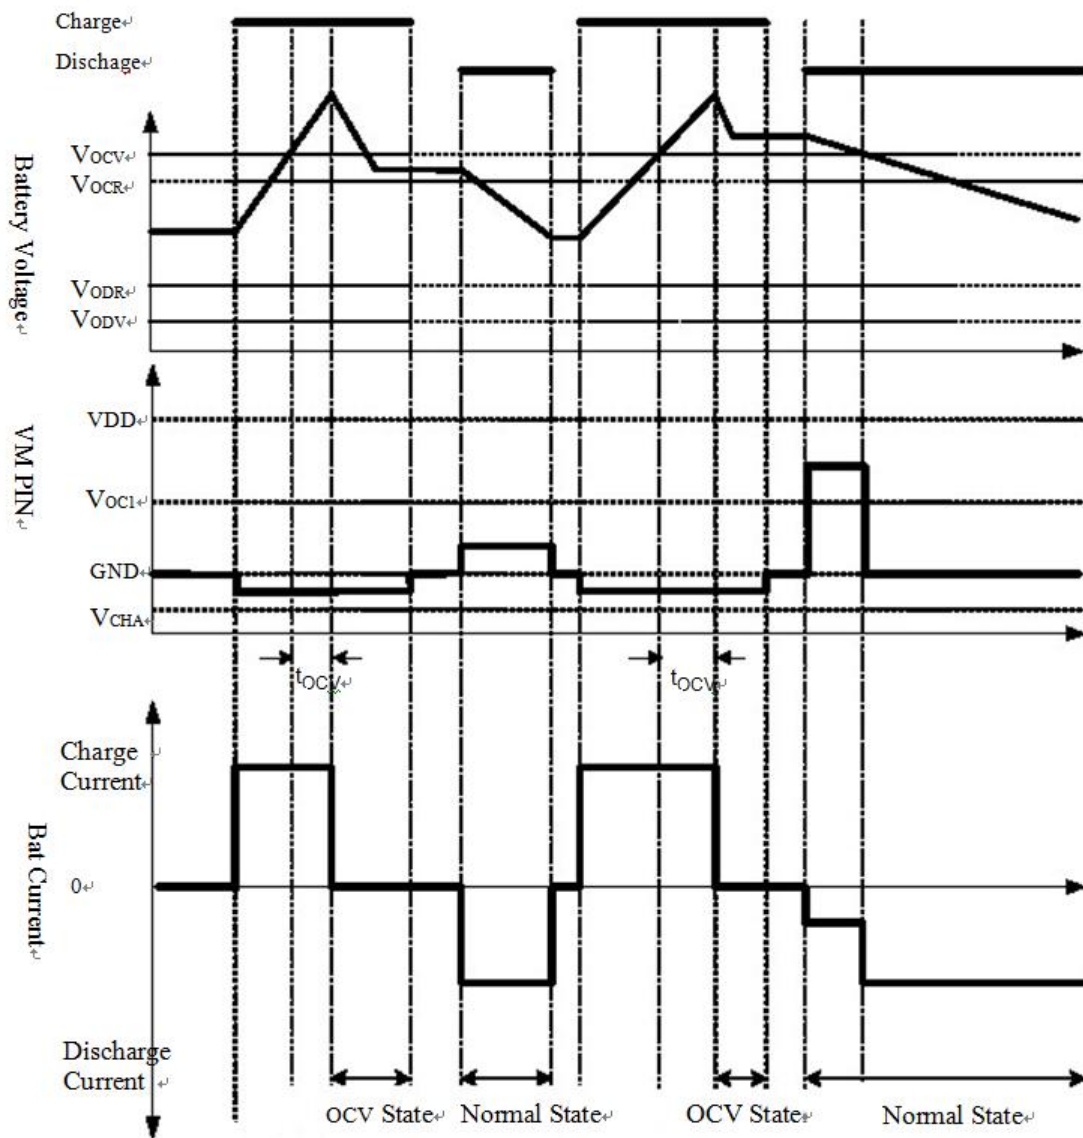 Charge↵
Dischage↵
Battery Voltage↵
VOCV↵
VOCR↵
VODR↵
VODV↵
VM PIN↵
VDD↵
VOC1↵
GND↵
VCHA↵
tOCV↵ tOCV↵
Bat Current↵
Charge ↵
Current↵
0↵
Discharge
Current ↵
OCV State↵ Normal State↵ OCV State↵ Normal State↵